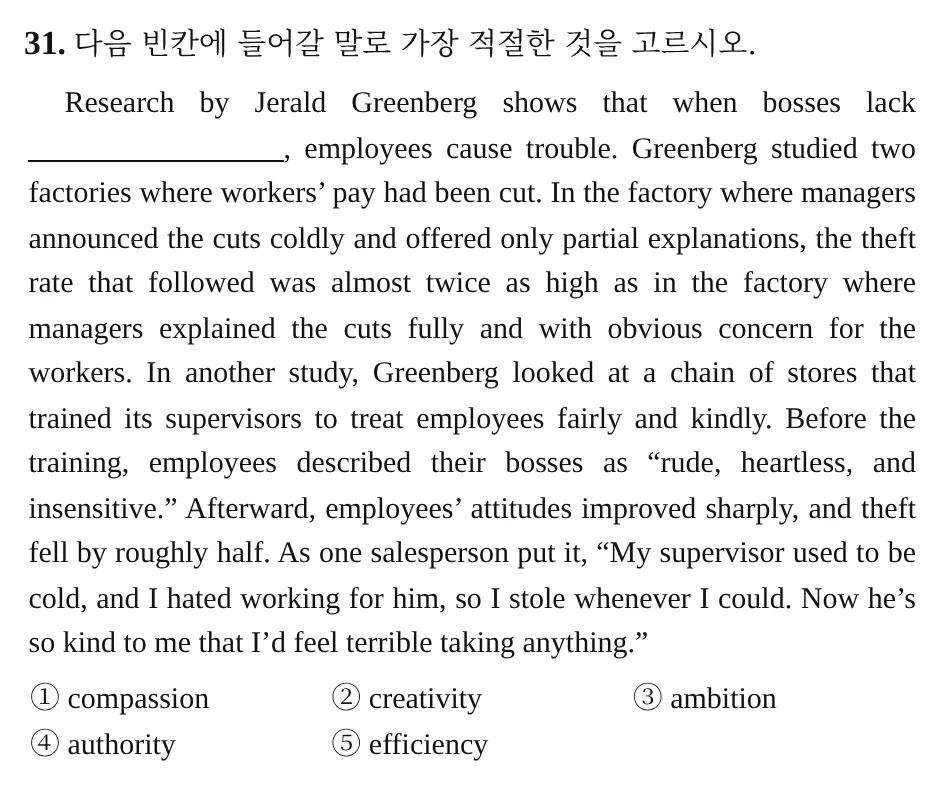 31. 다음 빈칸에 들어갈 말로 가장 적절한 것을 고르시오.
Research by Jerald Greenberg shows that when bosses lack
________________, employees cause trouble. Greenberg studied two
factories where workers’ pay had been cut. In the factory where managers
announced the cuts coldly and offered only partial explanations, the theft
rate that followed was almost twice as high as in the factory where
managers explained the cuts fully and with obvious concern for the
workers. In another study, Greenberg looked at a chain of stores that
trained its supervisors to treat employees fairly and kindly. Before the
training, employees described their bosses as “rude, heartless, and
insensitive.” Afterward, employees’ attitudes improved sharply, and theft
fell by roughly half. As one salesperson put it, “My supervisor used to be
cold, and I hated working for him, so I stole whenever I could. Now he’s
so kind to me that I’d feel terrible taking anything.”
① compassion ② creativity ③ ambition
④ authority ⑤ efficiency